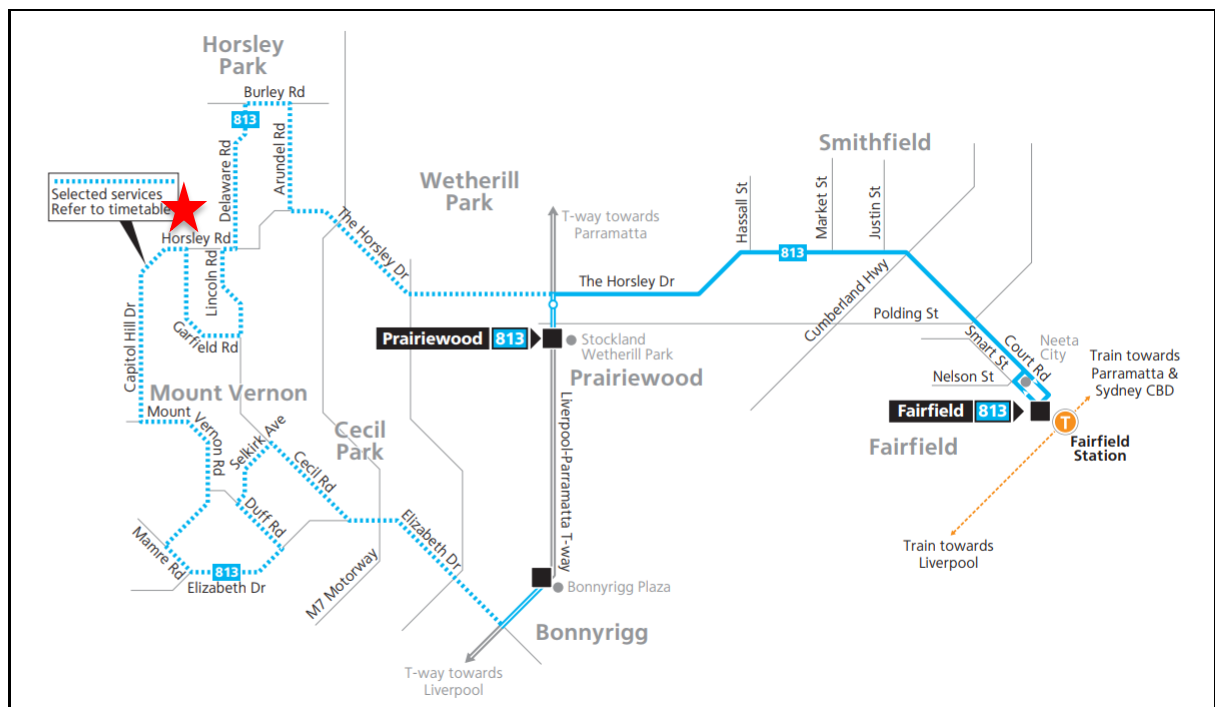 Horsley
Park
Burley Rd
813
Delaware Rd
Arundel Rd
Selected services
Refer to timetable
Horsley Rd
Lincoln Rd
Garfield Rd
Capitol Hill Dr
The Horsley Dr
Wetherill
Park
T-way towards
Parramatta
Smithfield
Hassall St
Market St
Justin St
813
The Horsley Dr
Cumberland Hwy
Polding St
Prairiewood 813
Stockland
Wetherill Park
Prairiewood
Smart St
Court Rd
Neeta
City
Nelson St
Train towards
Parramatta &
Sydney CBD
Fairfield 813
T
Fairfield
Station
Fairfield
Mount Vernon
Mount
Vernon Rd
Selkirk Ave
Cecil
Park
Cecil Rd
Liverpool-Parramatta T-way
Duff Rd
Elizabeth Dr
Mamre Rd
813
Elizabeth Dr
M7 Motorway
Train towards
Liverpool
Bonnyrigg Plaza
Bonnyrigg
T-way towards
Liverpool